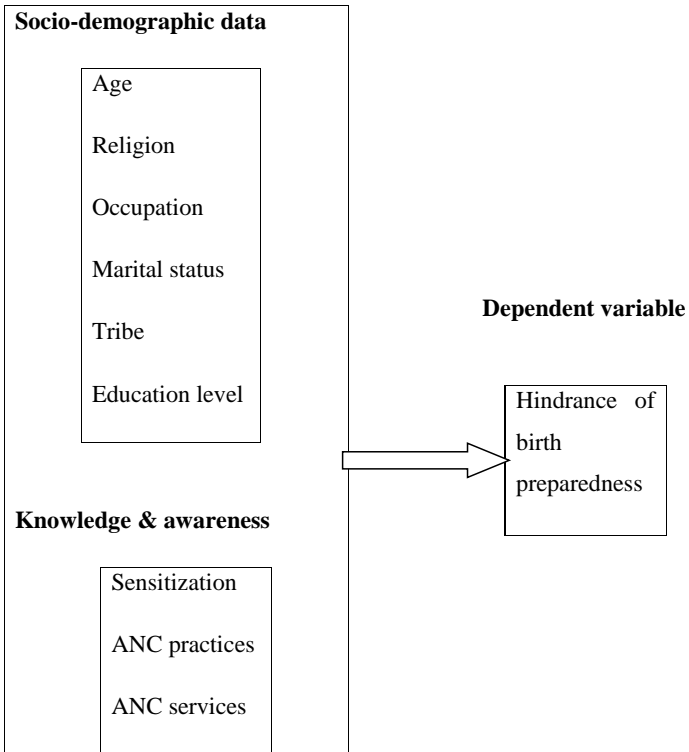 Socio-demographic data
Age
Religion
Occupation
Marital status
Tribe
Education level
Knowledge & awareness
Sensitization
ANC practices
ANC services
Dependent variable
Hindrance of
birth
preparedness